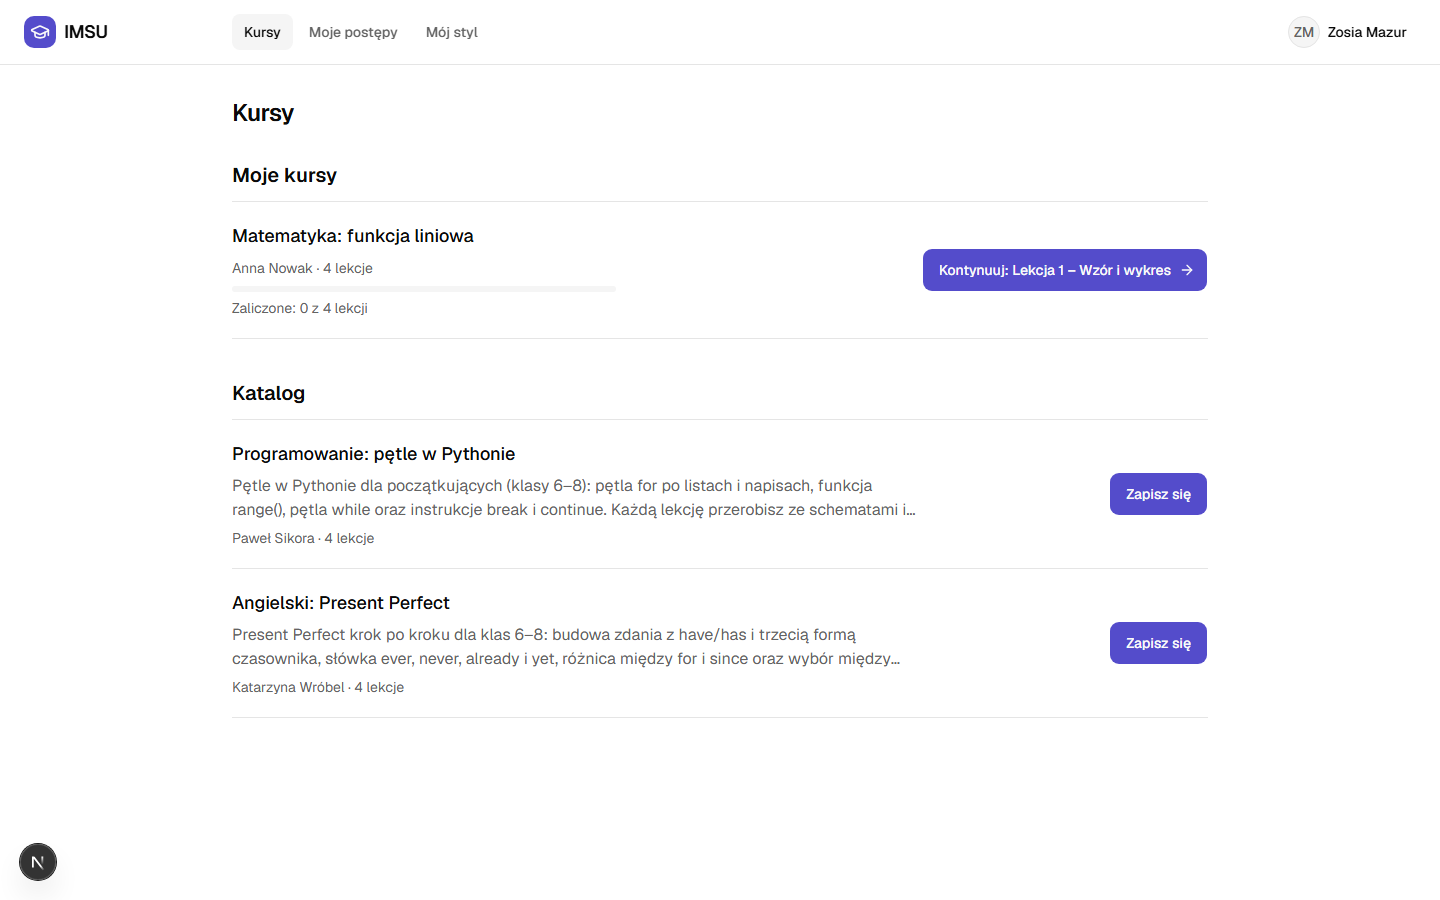 IMSU
Kursy
Moje postępy
Mój styl
ZM
Zosia Mazur
Kursy
Moje kursy
Matematyka: funkcja liniowa
Anna Nowak · 4 lekcje
Zaliczone: 0 z 4 lekcji
Kontynuuj: Lekcja 1 – Wzór i wykres →
Katalog
Programowanie: pętle w Pythonie
Pętle w Pythonie dla początkujących (klasy 6–8): pętla for po listach i napisach, funkcja
range(), pętla while oraz instrukcje break i continue. Każdą lekcję przerobisz ze schematami i...
Paweł Sikora · 4 lekcje
Zapisz się
Angielski: Present Perfect
Present Perfect krok po kroku dla klas 6–8: budowa zdania z have/has i trzecią formą
czasownika, słówka ever, never, already i yet, różnica między for i since oraz wybór między...
Katarzyna Wróbel · 4 lekcje
Zapisz się
N